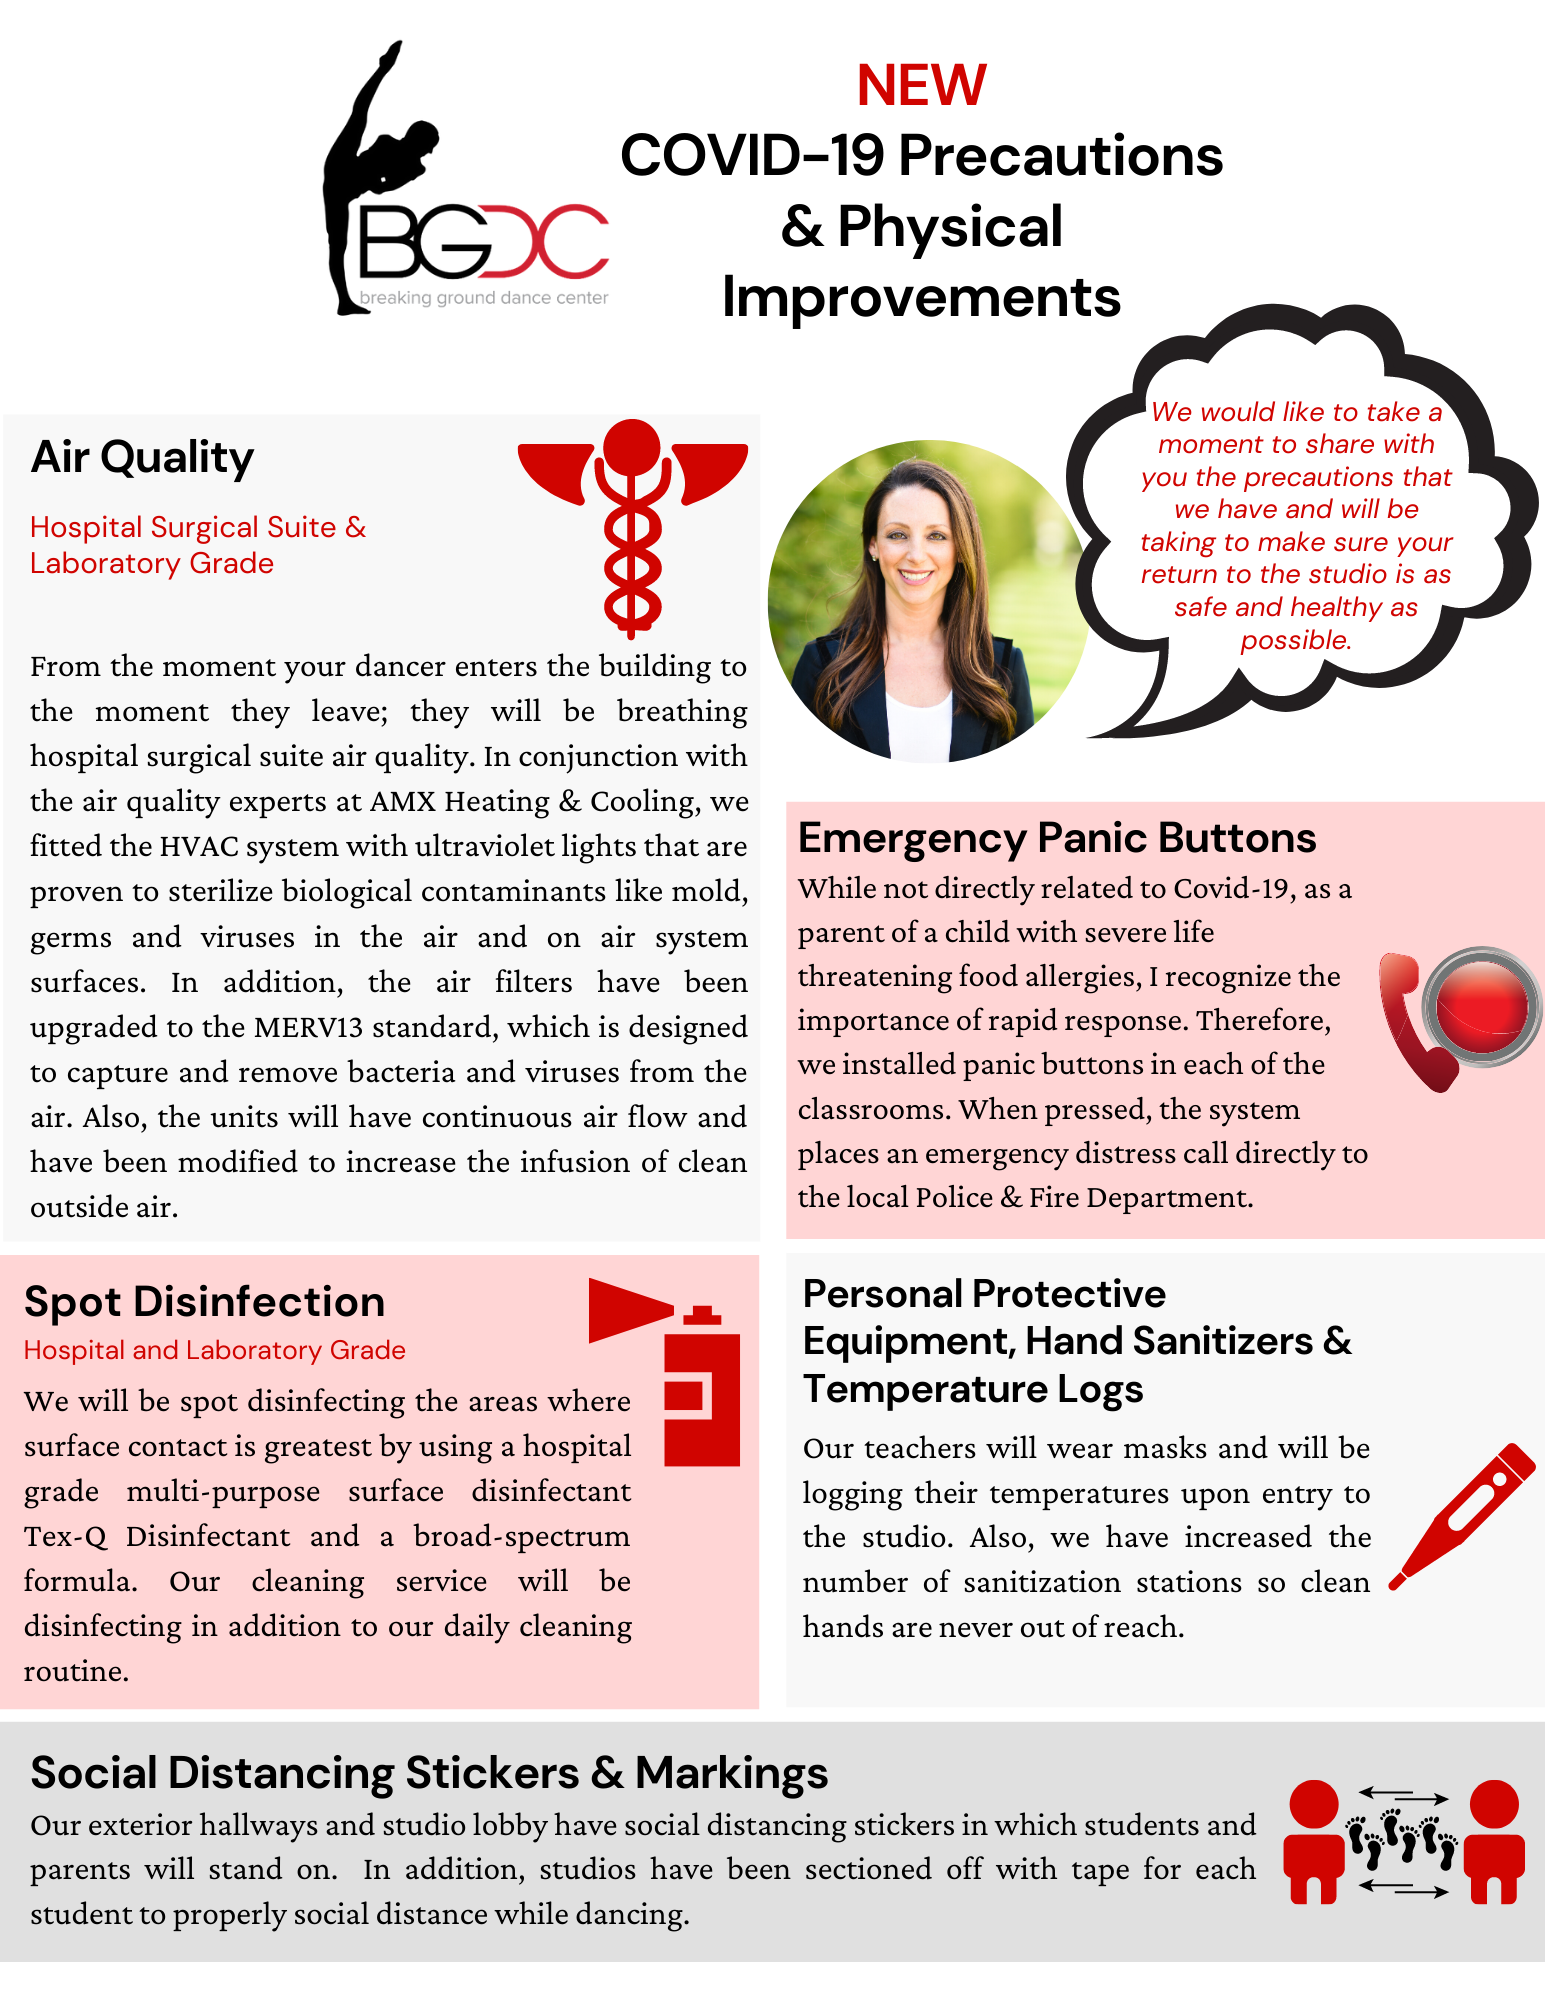 NEW
COVID-19 Precautions
& Physical
Improvements
BGDC
breaking ground dance center
We would like to take a
moment to share with
you the precautions that
we have and will be
taking to make sure your
return to the studio is as
safe and healthy as
possible.
Air Quality
Hospital Surgical Suite &
Laboratory Grade
From the moment your dancer enters the building to
the moment they leave; they will be breathing
hospital surgical suite air quality. In conjunction with
the air quality experts at AMX Heating & Cooling, we
fitted the HVAC system with ultraviolet lights that are
proven to sterilize biological contaminants like mold,
germs and viruses in the air and on air system
surfaces. In addition, the air filters have been
upgraded to the MERV13 standard, which is designed
to capture and remove bacteria and viruses from the
air. Also, the units will have continuous air flow and
have been modified to increase the infusion of clean
outside air.
Emergency Panic Buttons
While not directly related to Covid-19, as a
parent of a child with severe life
threatening food allergies, I recognize the
importance of rapid response. Therefore,
we installed panic buttons in each of the
classrooms. When pressed, the system
places an emergency distress call directly to
the local Police & Fire Department.
Spot Disinfection
Hospital and Laboratory Grade
We will be spot disinfecting the areas where
surface contact is greatest by using a hospital
grade multi-purpose surface disinfectant
Tex-Q Disinfectant and a broad-spectrum
formula. Our cleaning service will be
disinfecting in addition to our daily cleaning
routine.
Personal Protective
Equipment, Hand Sanitizers &
Temperature Logs
Our teachers will wear masks and will be
logging their temperatures upon entry to
the studio. Also, we have increased the
number of sanitization stations so clean
hands are never out of reach.
Social Distancing Stickers & Markings
Our exterior hallways and studio lobby have social distancing stickers in which students and
parents will stand on. In addition, studios have been sectioned off with tape for each
student to properly social distance while dancing.